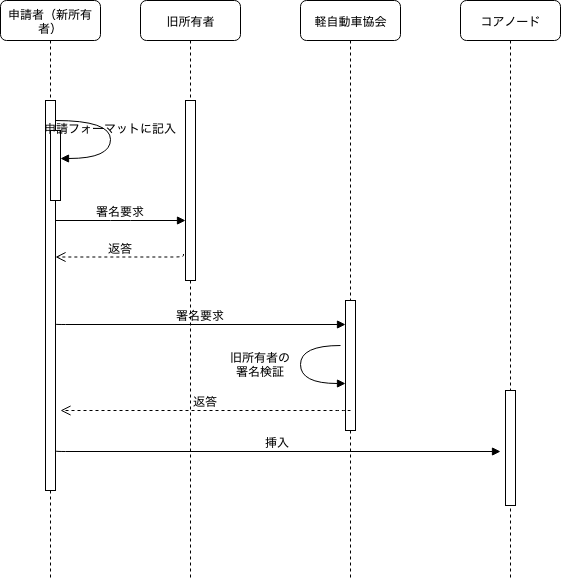 申請者（新所有
者）
旧所有者
軽自動車協会
コアノード
申請フォーマットに記入
署名要求
返答
署名要求
旧所有者の
署名検証
返答
挿入